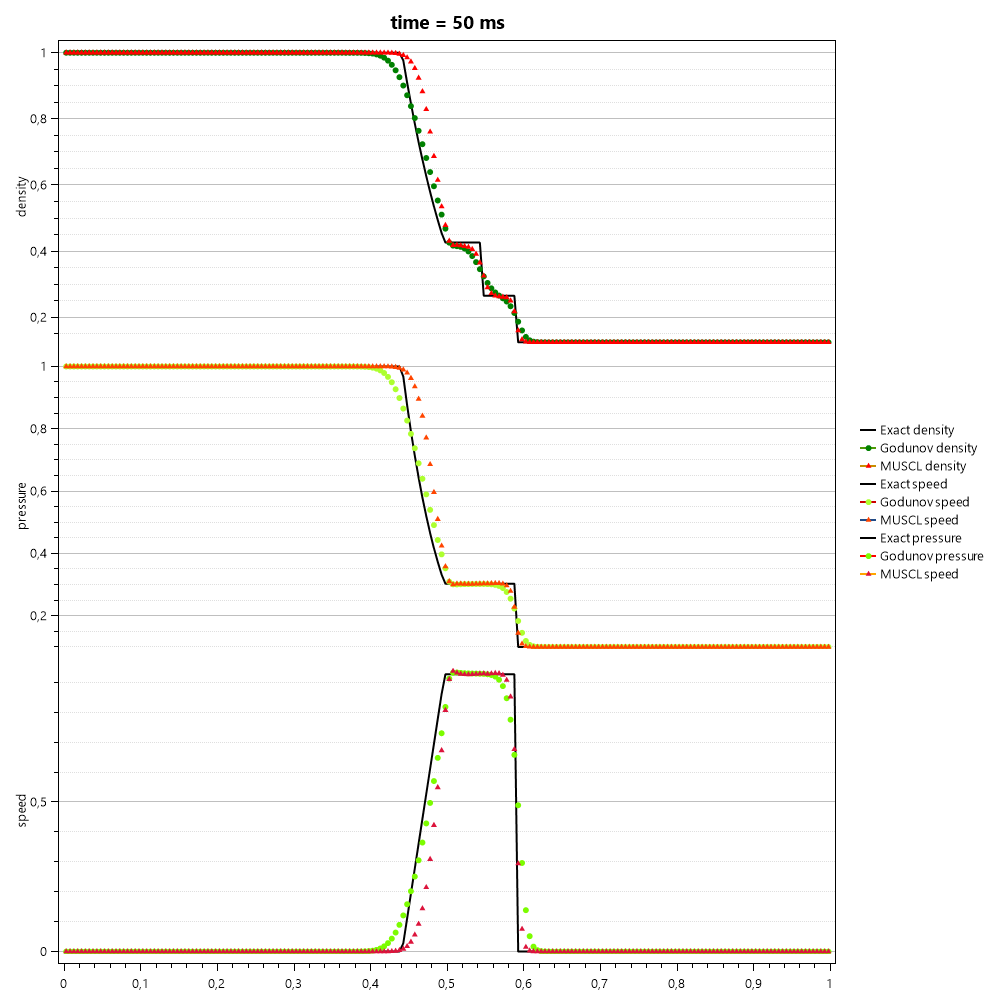 time = 50 ms
density
1
0,8
0,6
0,4
0,2
pressure
1
0,8
0,6
0,4
0,2
speed
0,5
0
0 0,1 0,2 0,3 0,4 0,5 0,6 0,7 0,8 0,9 1
Exact density
Godunov density
MUSCL density
Exact speed
Godunov speed
MUSCL speed
Exact pressure
Godunov pressure
MUSCL speed